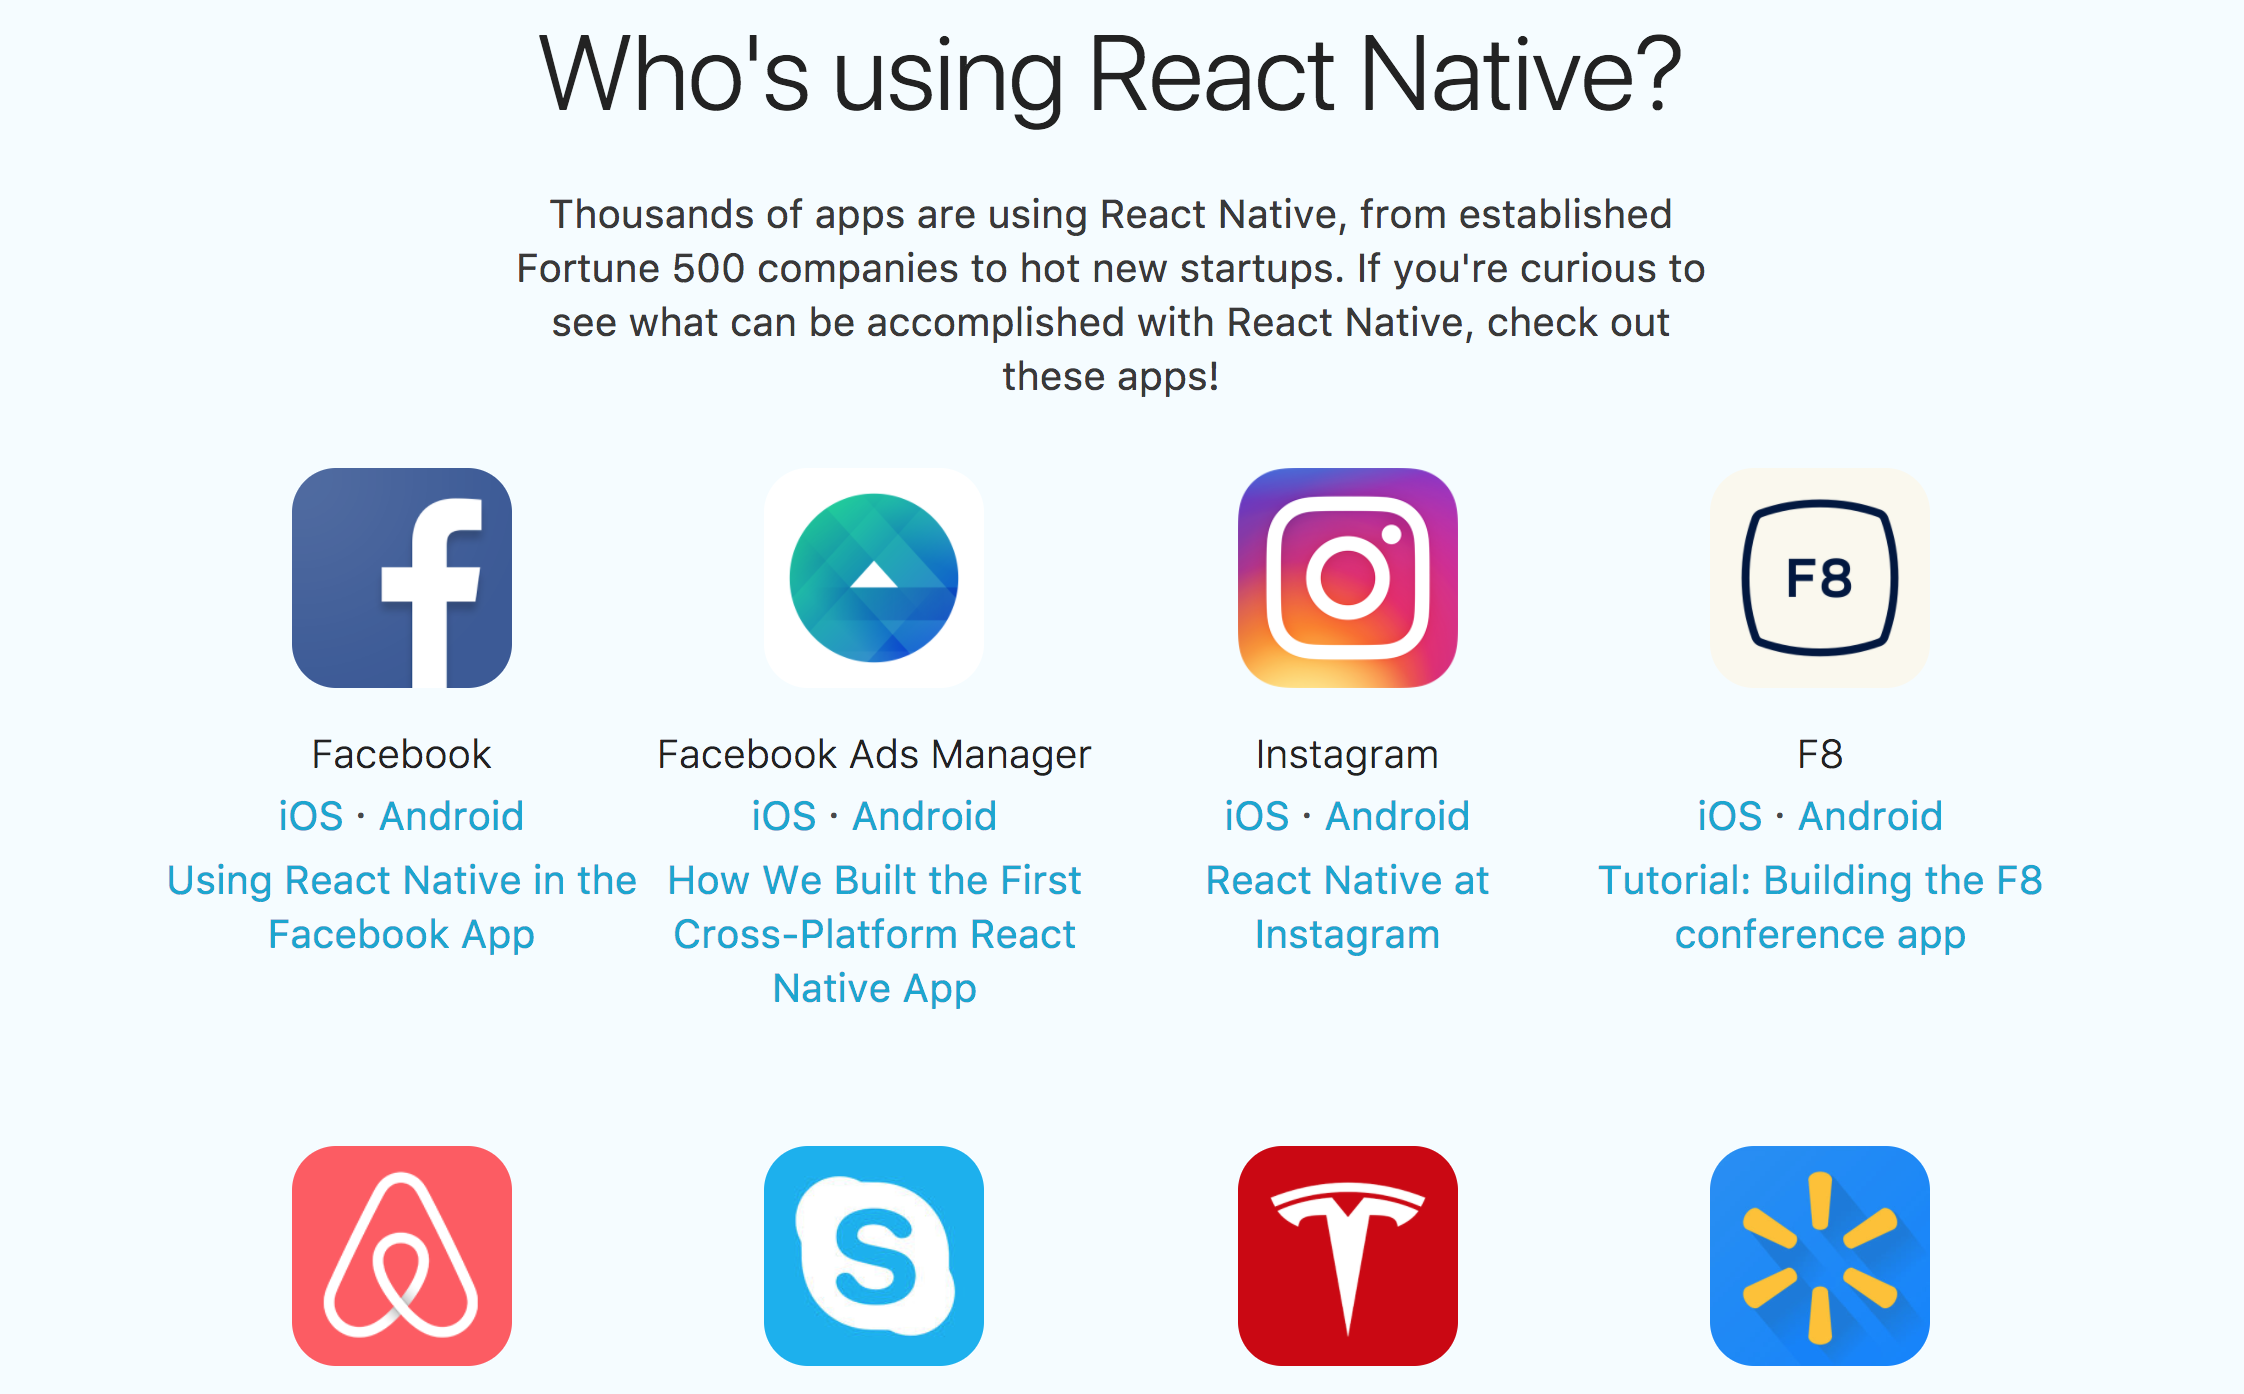 Who's using React Native?
Thousands of apps are using React Native, from established
Fortune 500 companies to hot new startups. If you're curious to
see what can be accomplished with React Native, check out
these apps!
F8
Facebook
Facebook Ads Manager
Instagram
F8
iOS · Android
iOS · Android
iOS · Android
iOS · Android
Using React Native in the
Facebook App
How We Built the First
Cross-Platform React
Native App
React Native at
Instagram
Tutorial: Building the F8
conference app